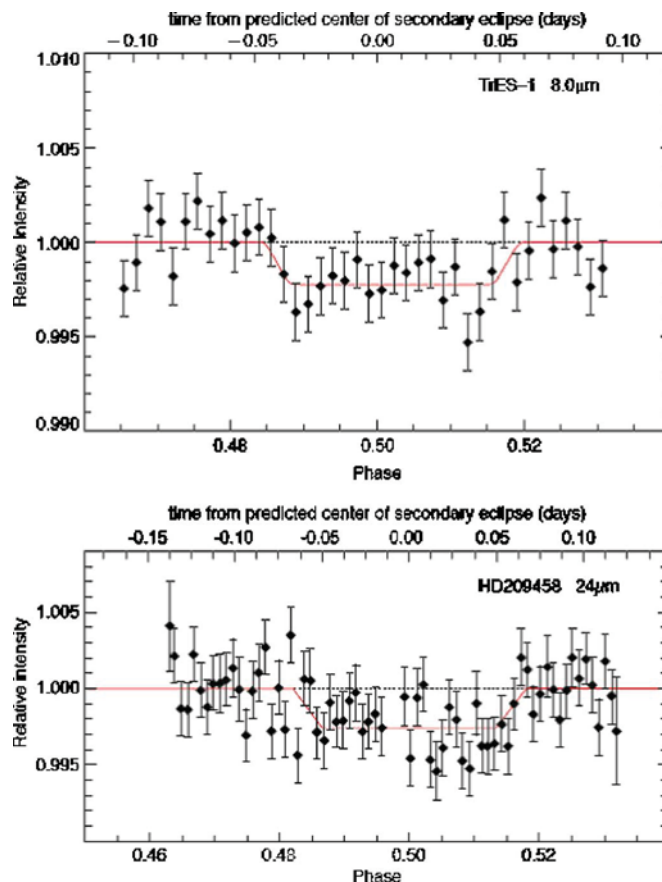 time from predicted center of secondary eclipse (days)
−0.10 −0.05 0.00 0.05 0.10
1.010
TrES–1 8.0μm
1.005
1.000
0.995
0.990
Relative Intensity
0.48 0.50 0.52
Phase
time from predicted center of secondary eclipse (days)
-0.15 -0.10 -0.05 0.00 0.05 0.10 0.15
HD209458 24μm
1.005
1.000
0.995
Relative intensity
0.46 0.48 0.50 0.52
Phase